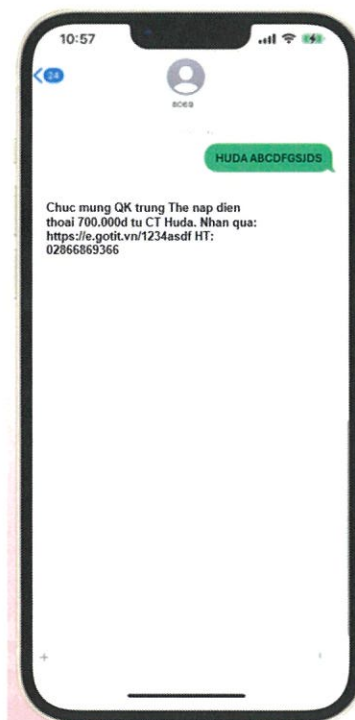 10:57
24
8069
HUDA ABCDFGSJDS
Chuc mung QK trung The nap dien
thoai 700.000d tu CT Huda. Nhan qua:
https://e.gotit.vn/1234asdf HT:
02866869366